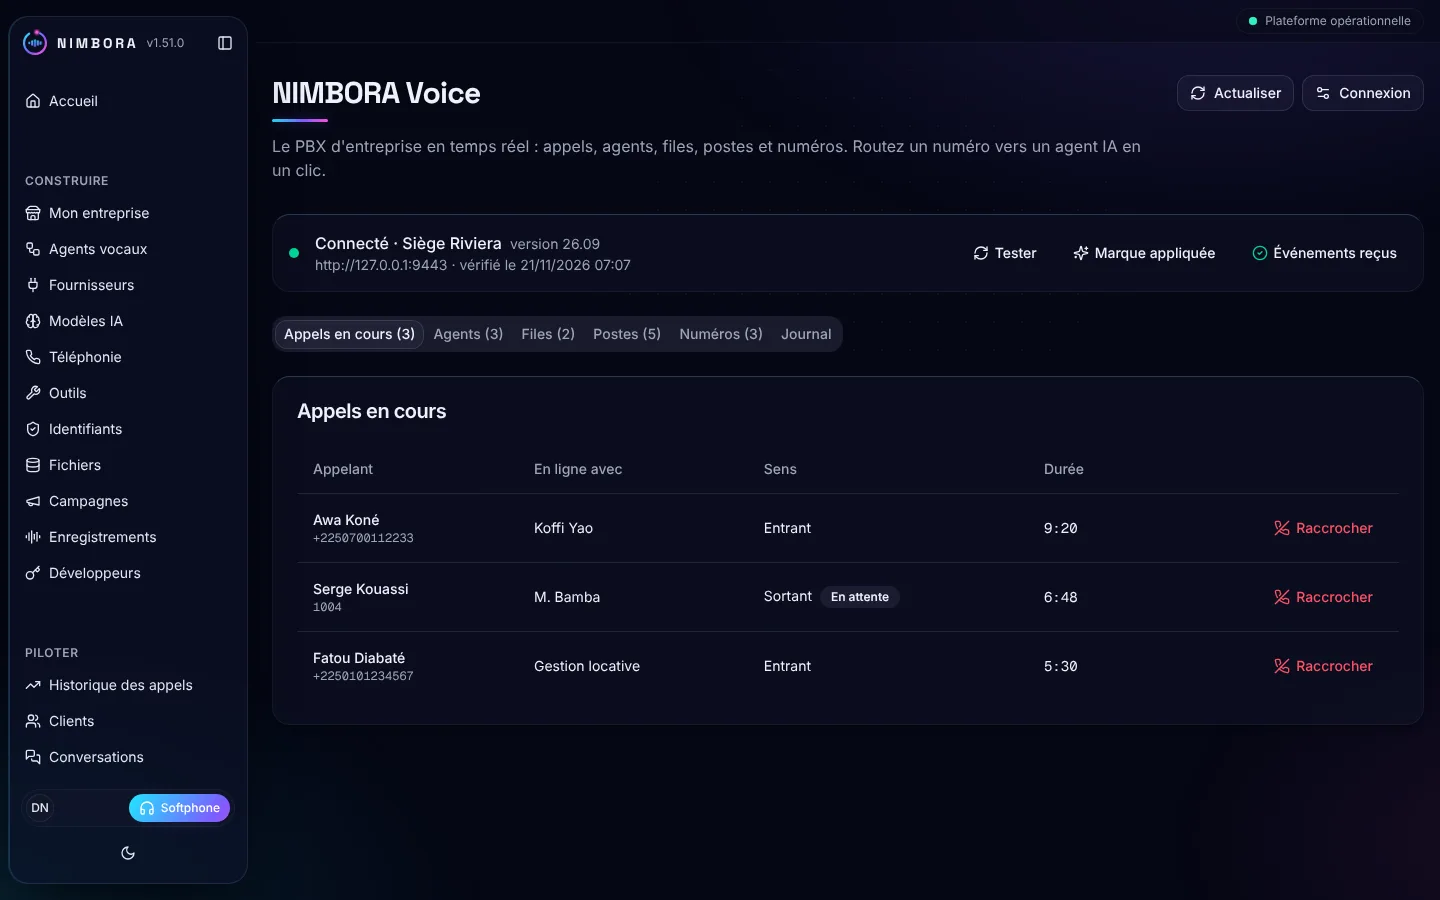 NIMBORA v1.51.0
Plateforme opérationnelle
Accueil
CONSTRUIRE
Mon entreprise
Agents vocaux
Fournisseurs
Modèles IA
Téléphonie
Outils
Identifiants
Fichiers
Campagnes
Enregistrements
Développeurs
PILOTER
Historique des appels
Clients
Conversations
DN
Softphone
NIMBORA Voice
Actualiser
Connexion
Le PBX d'entreprise en temps réel : appels, agents, files, postes et numéros. Routez un numéro vers un agent IA en
un clic.
Connecté · Siège Riviera version 26.09
http://127.0.0.1:9443 · vérifié le 21/11/2026 07:07
Tester
Marque appliquée
Événements reçus
Appels en cours (3) Agents (3) Files (2) Postes (5) Numéros (3) Journal
Appels en cours
Appelant En ligne avec Sens Durée
Awa Koné
+2250700112233
Koffi Yao Entrant 9:20 Raccrocher
Serge Kouassi
1004
M. Bamba Sortant En attente 6:48 Raccrocher
Fatou Diabaté
+2250101234567
Gestion locative Entrant 5:30 Raccrocher